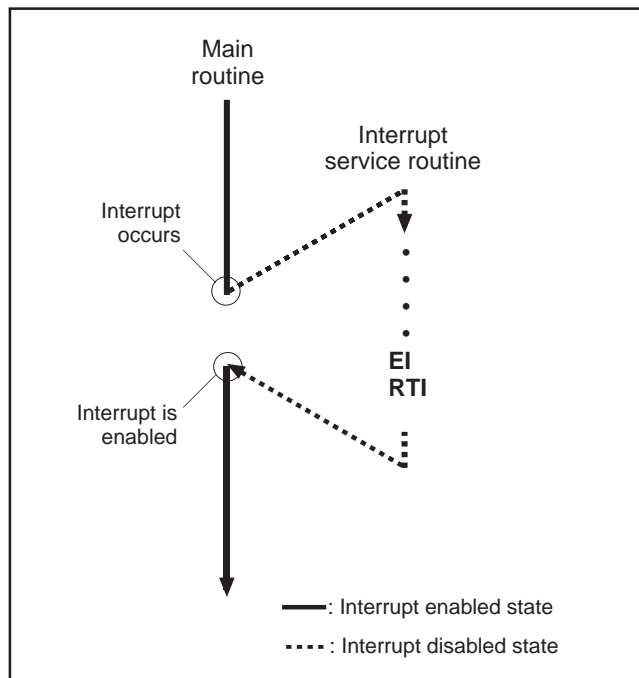 Main
routine
Interrupt
service routine
Interrupt
occurs
EI
RTI
Interrupt is
enabled
: Interrupt enabled state
: Interrupt disabled state